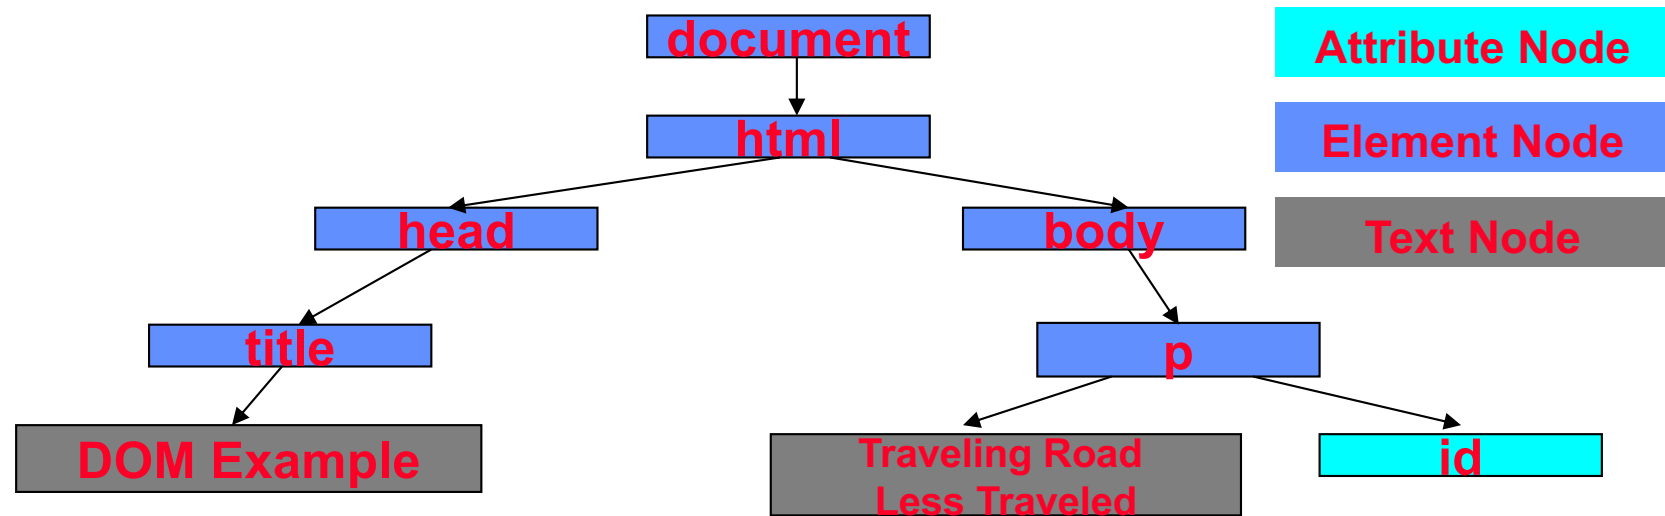 document
Attribute Node
html
Element Node
head
body
Text Node
title
p
DOM Example
Traveling Road
Less Traveled
id